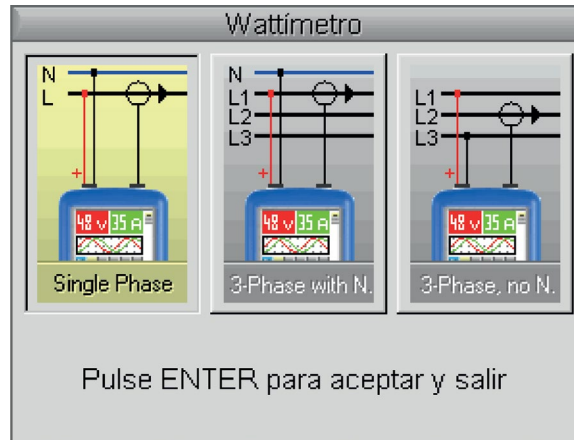 Wattímetro
N
L
+
48 v 35 A
Single Phase
N
L1
L2
L3
+
48 v 35 A
3-Phase with N.
L1
L2
L3
+
48 v 35 A
3-Phase, no N.
Pulse ENTER para aceptar y salir